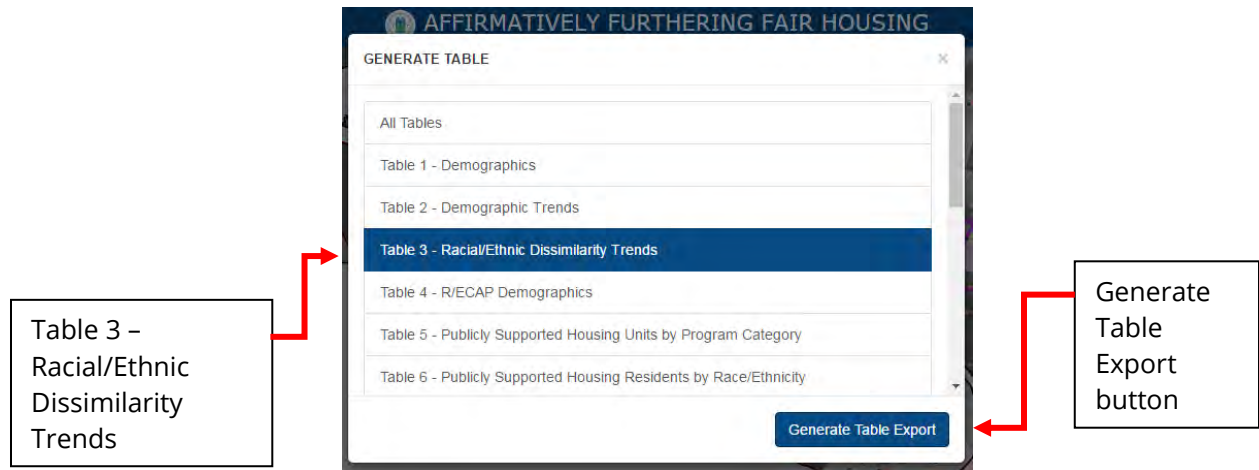 AFFIRMATIVELY FURTHERING FAIR HOUSING
GENERATE TABLE
×
All Tables
Table 1 - Demographics
Table 2 - Demographic Trends
Table 3 - Racial/Ethnic Dissimilarity Trends
Table 4 - R/ECAP Demographics
Table 5 - Publicly Supported Housing Units by Program Category
Table 6 - Publicly Supported Housing Residents by Race/Ethnicity
Generate Table Export
Table 3 –
Racial/Ethnic
Dissimilarity
Trends
Generate
Table
Export
button